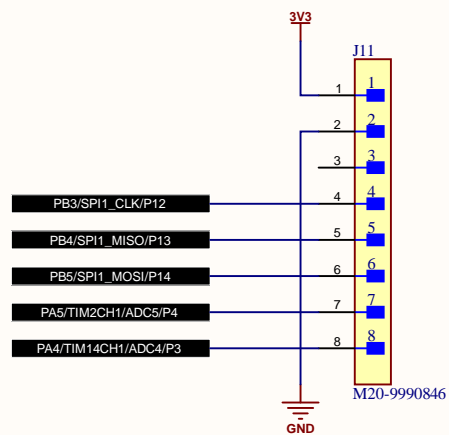 3V3
J11
1 1
2 2
3 3
PB3/SPI1_CLK/P12 4 4
PB4/SPI1_MISO/P13 5 5
PB5/SPI1_MOSI/P14 6 6
PA5/TIM2CH1/ADC5/P4 7 7
PA4/TIM14CH1/ADC4/P3 8 8
M20-9990846
GND